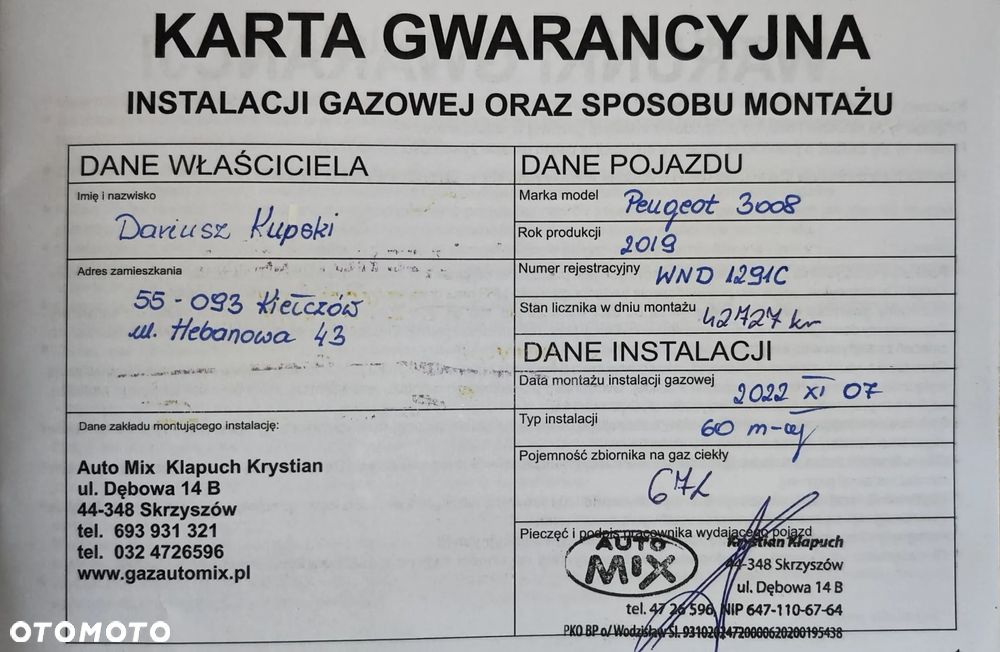 KARTA GWARANCYJNA
INSTALACJI GAZOWEJ ORAZ SPOSOBU MONTAŻU
DANE WŁAŚCICIELA
Imię i nazwisko
Dariusz Kupski
Adres zamieszkania
55-093 Kiełczów
ul. Hebanowa 43
Dane zakładu montującego instalację:
Auto Mix Klapuch Krystian
ul. Dębowa 14 B
44-348 Skrzyszów
tel. 693 931 321
tel. 032 4726596
www.gazautomix.pl
DANE POJAZDU
Marka model Peugeot 3008
Rok produkcji 2019
Numer rejestracyjny WND 1291C
Stan licznika w dniu montażu 42727 km
DANE INSTALACJI
Data montażu instalacji gazowej 2022 XI 07
Typ instalacji 60 m-cy
Pojemność zbiornika na gaz ciekły
67L
Pieczęć i podpis pracownika wydającego pojazd
AUTO MIX
Krystian Klapuch
44-348 Skrzyszów
ul. Dębowa 14 B
tel. 47 26 596, NIP 647-110-67-64
PKO BP o/ Wodzisław Śl.
OTOMOTO